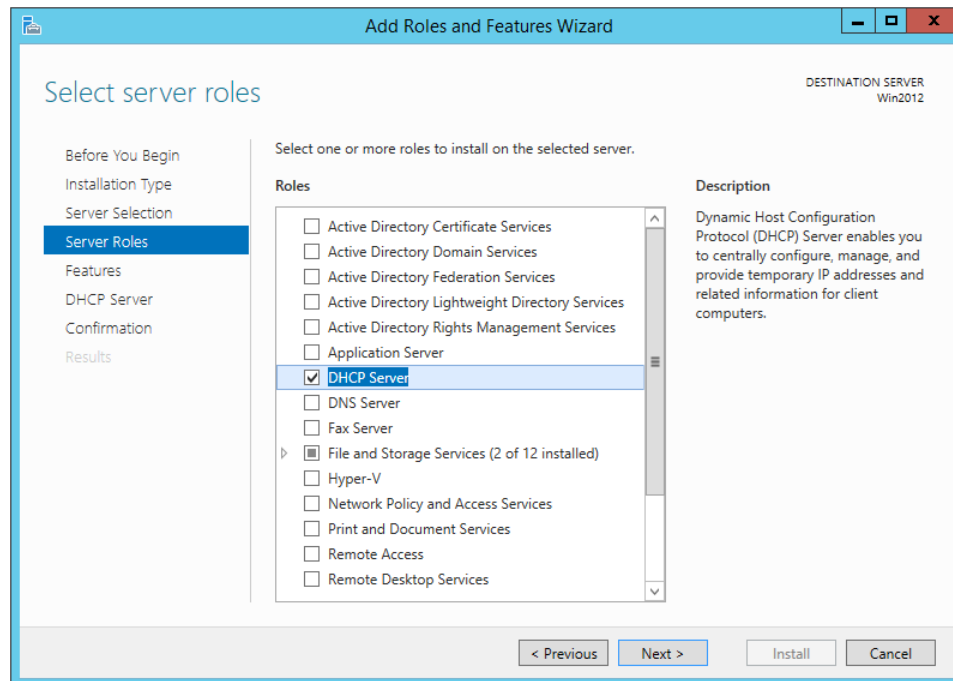 Add Roles and Features Wizard
Select server roles
DESTINATION SERVER
Win2012
Before You Begin
Installation Type
Server Selection
Server Roles
Features
DHCP Server
Confirmation
Results
Select one or more roles to install on the selected server.
Roles
Active Directory Certificate Services
Active Directory Domain Services
Active Directory Federation Services
Active Directory Lightweight Directory Services
Active Directory Rights Management Services
Application Server
DHCP Server
DNS Server
Fax Server
File and Storage Services (2 of 12 installed)
Hyper-V
Network Policy and Access Services
Print and Document Services
Remote Access
Remote Desktop Services
Description
Dynamic Host Configuration
Protocol (DHCP) Server enables you
to centrally configure, manage, and
provide temporary IP addresses and
related information for client
computers.
< Previous
Next >
Install
Cancel